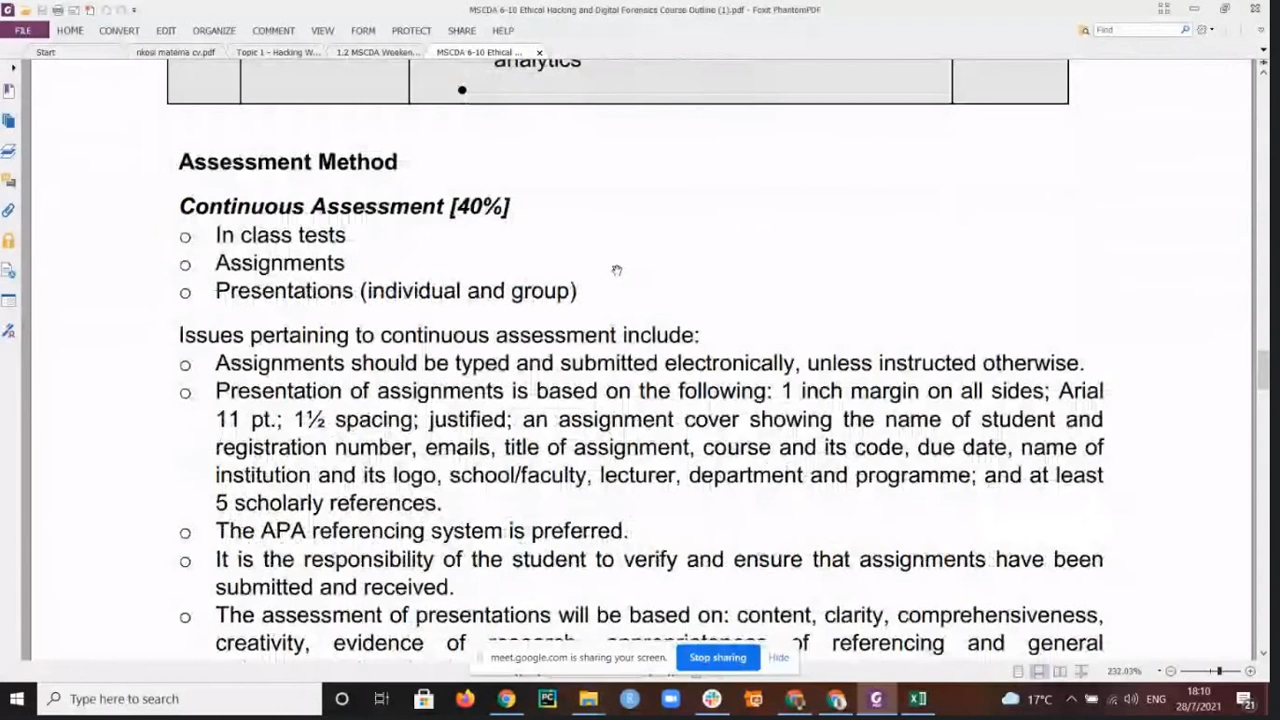 MSCDA 6-10 Ethical Hacking and Digital Forensics Course Outline (1).pdf - Foxit PhantomPDF
FILE HOME CONVERT EDIT ORGANIZE COMMENT VIEW FORM PROTECT SHARE HELP
Find
Start nkosi matema cv.pdf Topic 1 - Hacking W... 1.2 MSCDA Weeken... MSCDA 6-10 Ethical ...
analytics
Assessment Method
Continuous Assessment [40%]
In class tests
Assignments
Presentations (individual and group)
Issues pertaining to continuous assessment include:
Assignments should be typed and submitted electronically, unless instructed otherwise.
Presentation of assignments is based on the following: 1 inch margin on all sides; Arial
11 pt.; 1½ spacing; justified; an assignment cover showing the name of student and
registration number, emails, title of assignment, course and its code, due date, name of
institution and its logo, school/faculty, lecturer, department and programme; and at least
5 scholarly references.
The APA referencing system is preferred.
It is the responsibility of the student to verify and ensure that assignments have been
submitted and received.
The assessment of presentations will be based on: content, clarity, comprehensiveness,
creativity, evidence of research, appropriateness of referencing and general
meet.google.com is sharing your screen. Stop sharing Hide
232.03%
Type here to search
17°C ENG 18:10
28/7/2021 21